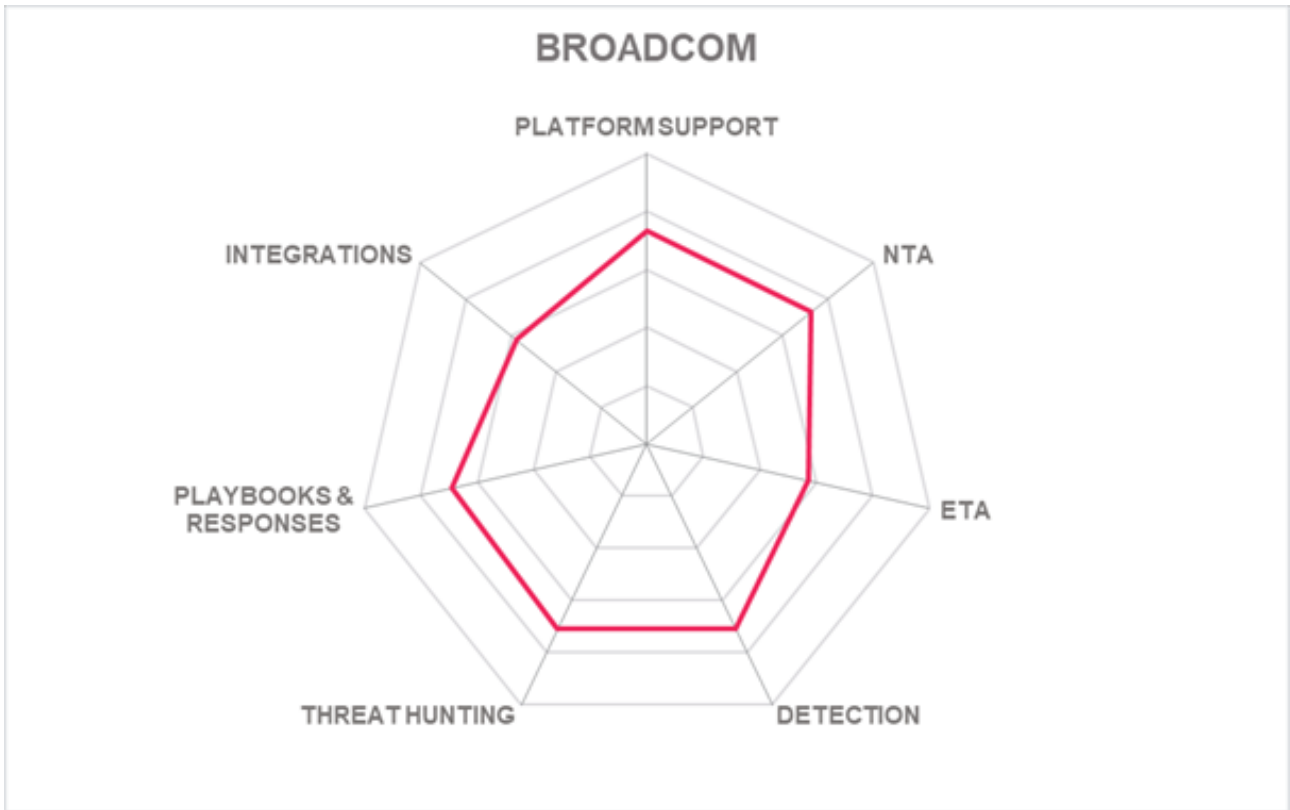 BROADCOM
PLATFORM SUPPORT
INTEGRATIONS
NTA
PLAYBOOKS &
RESPONSES
ETA
THREAT HUNTING
DETECTION